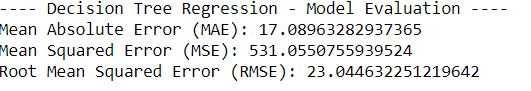 ---- Decision Tree Regression - Model Evaluation ----
Mean Absolute Error (MAE): 17.08963282937365
Mean Squared Error (MSE): 531.0550755939524
Root Mean Squared Error (RMSE): 23.044632251219642